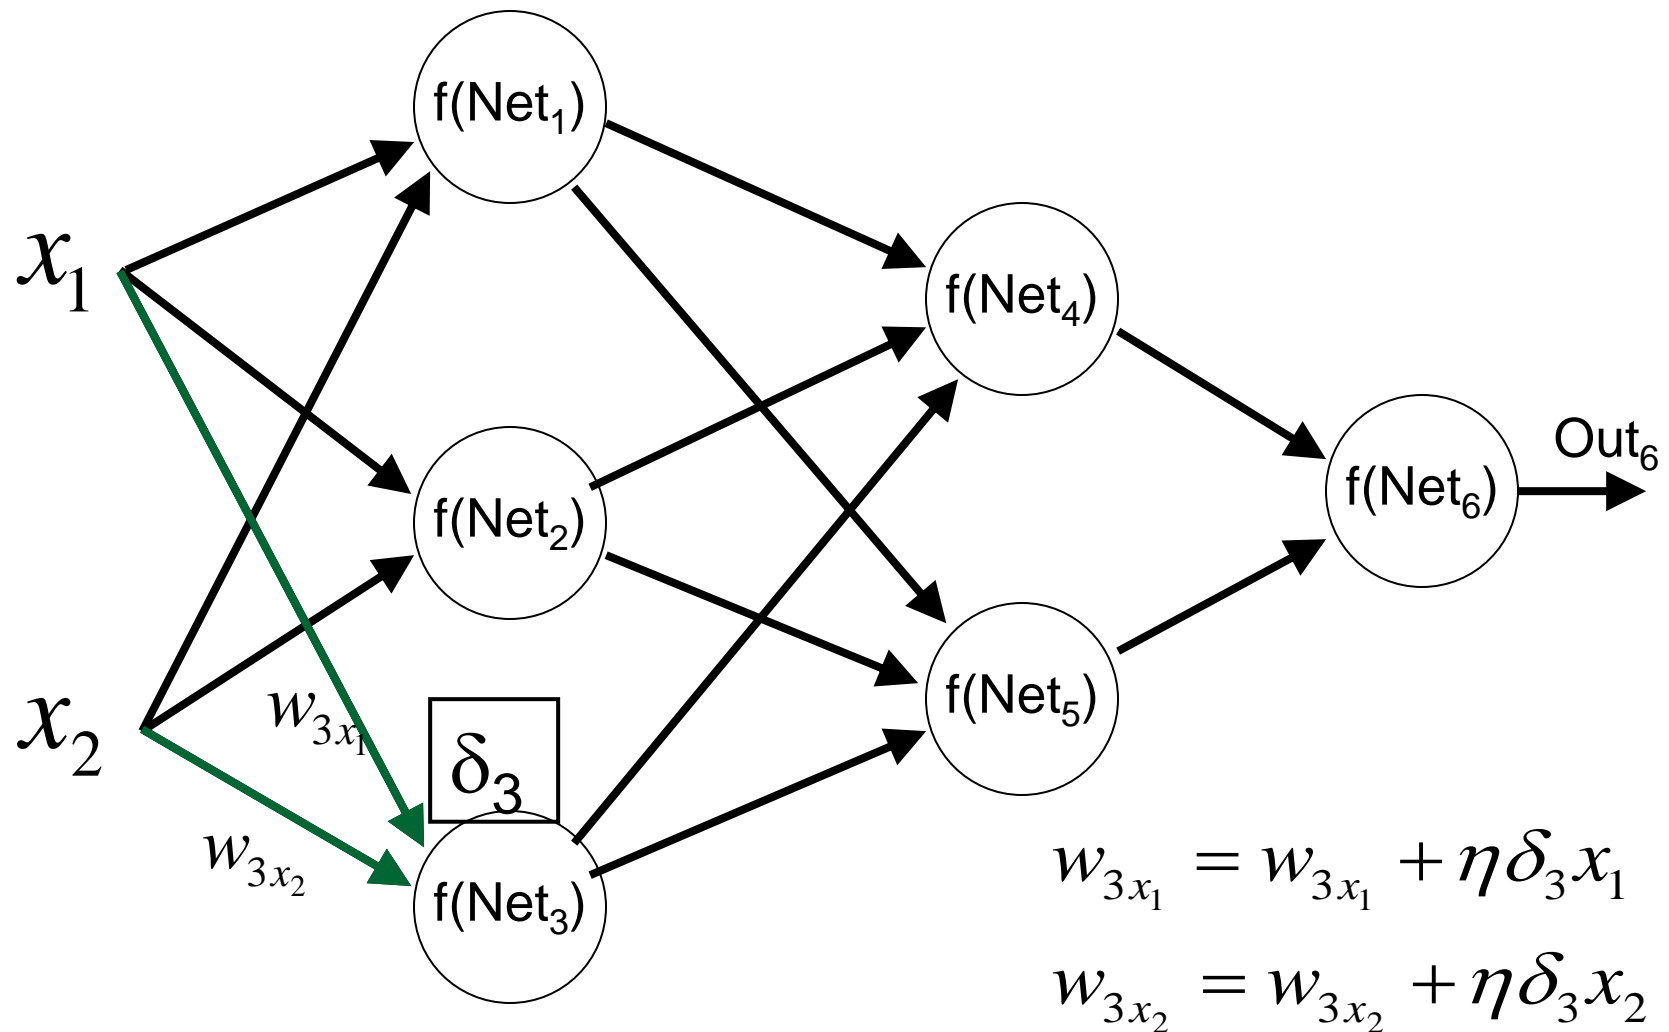 f(Net₁)
x₁
f(Net₄)
Out₆
f(Net₂)
f(Net₆)
x₂
w₃ₓ₁
δ₃
f(Net₅)
w₃ₓ₂
f(Net₃)
w₃ₓ₁ = w₃ₓ₁ + ηδ₃x₁
w₃ₓ₂ = w₃ₓ₂ + ηδ₃x₂